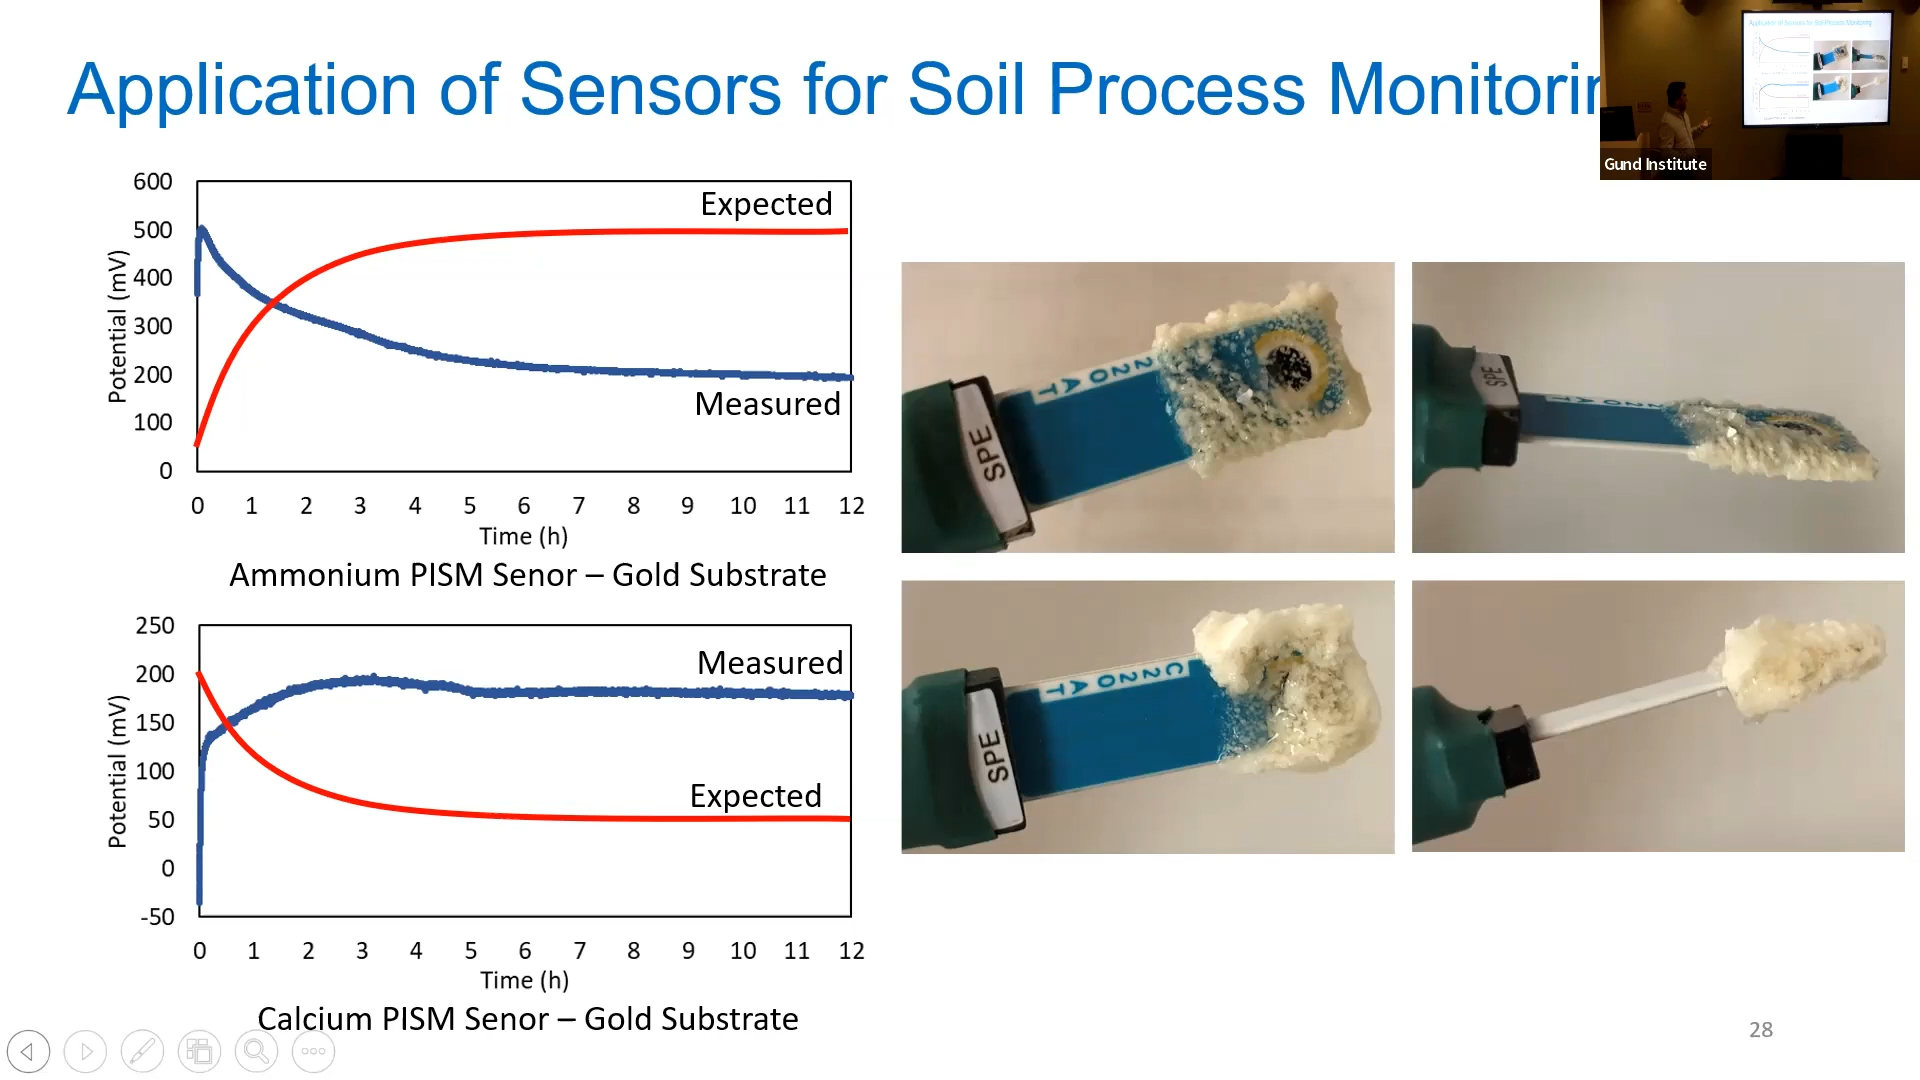 Application of Sensors for Soil Process Monitorin
Gund Institute
600
500
400
300
200
100
0
Potential (mV)
Expected
Measured
0 1 2 3 4 5 6 7 8 9 10 11 12
Time (h)
Ammonium PISM Senor – Gold Substrate
250
200
150
100
50
0
-50
Potential (mV)
Measured
Expected
0 1 2 3 4 5 6 7 8 9 10 11 12
Time (h)
Calcium PISM Senor – Gold Substrate
SPE
220AT
SPE
SPE
C220AT
28